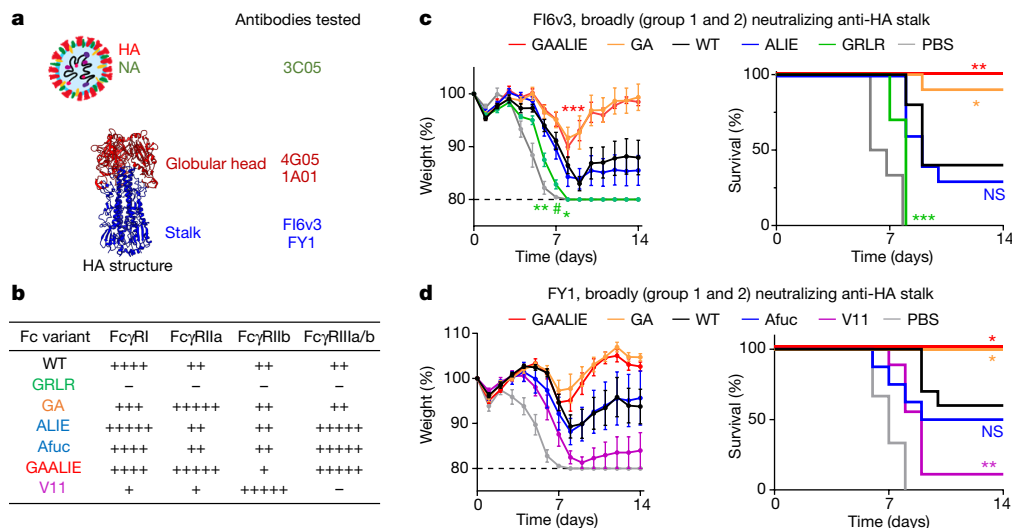 a
Antibodies tested
HA
NA
3C05
Globular head
4G05
1A01
Stalk
FI6v3
FY1
HA structure
b
Fc variant FcγRI FcγRIIa FcγRIIb FcγRIIIa/b
WT ++++ ++ ++ ++
GRLR – – – –
GA +++ +++++ ++ ++
ALIE +++++ ++ ++ +++++
Afuc ++++ ++ ++ +++++
GAALIE ++++ +++++ + +++++
V11 + + +++++ –
c
FI6v3, broadly (group 1 and 2) neutralizing anti-HA stalk
GAALIE GA WT ALIE GRLR PBS
Weight (%)
100
90
80
***
** # *
0 7 14
Time (days)
Survival (%)
100
50
0
**
*
NS
***
0 7 14
Time (days)
d
FY1, broadly (group 1 and 2) neutralizing anti-HA stalk
GAALIE GA WT Afuc V11 PBS
Weight (%)
110
100
90
80
0 7 14
Time (days)
Survival (%)
100
50
0
*
*
NS
**
0 7 14
Time (days)